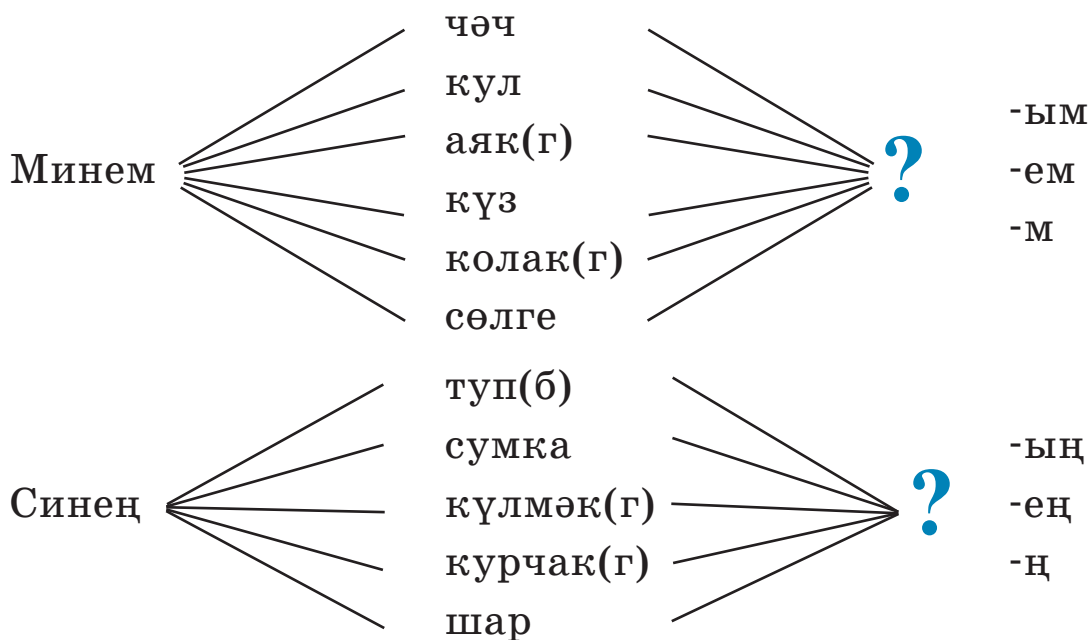 чәч
кул
-ым
аяк(г)
Минем
?
-ем
күз
-м
колак(г)
сөлге
туп(б)
сумка
-ың
Синең
күлмәк(г)
?
-ең
курчак(г)
-ң
шар